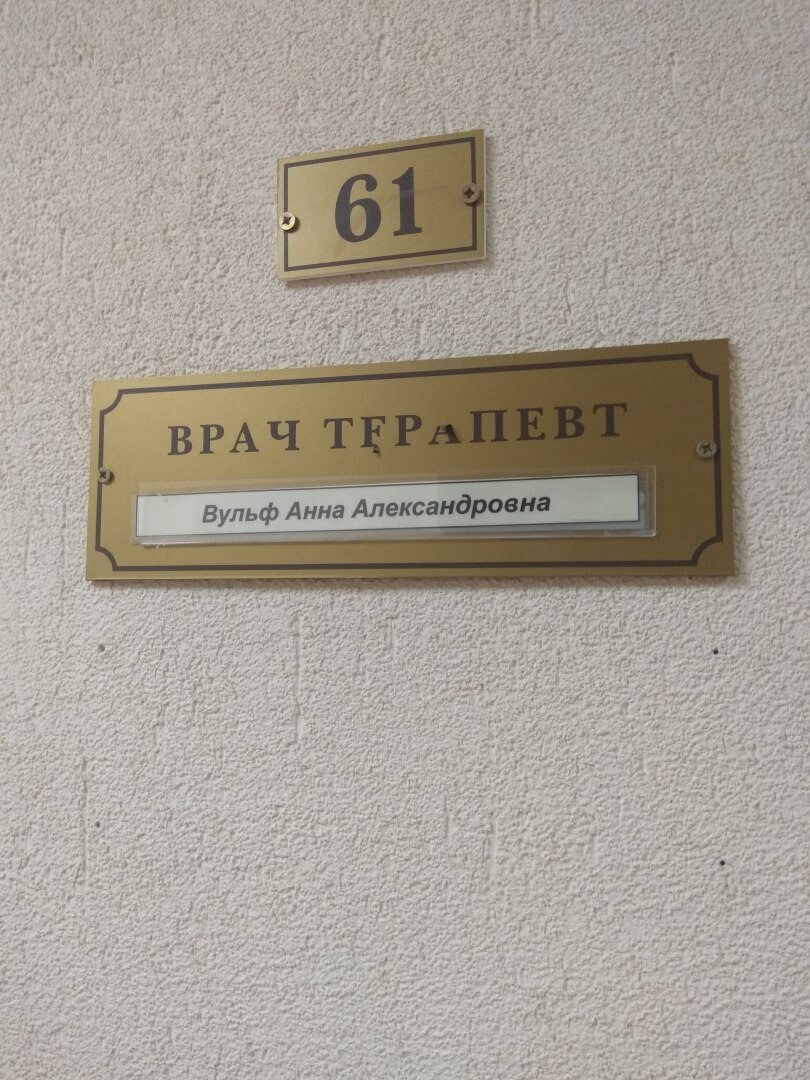 61
ВРАЧ ТЕРАПЕВТ
Вульф Анна Александровна